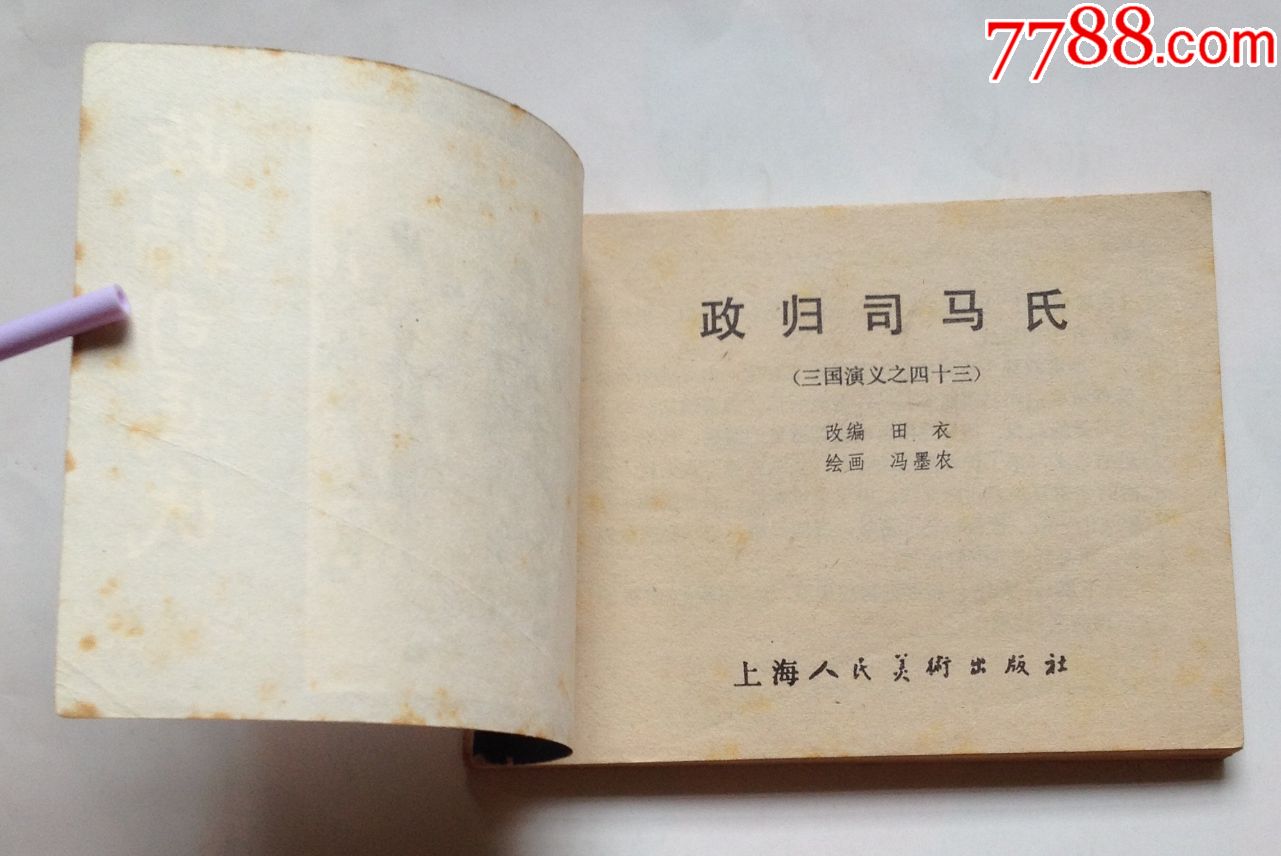 7788.com
政归司马氏
(三国演义之四十三)
改编 田 衣
绘画 冯墨农
上海人民美術出版社